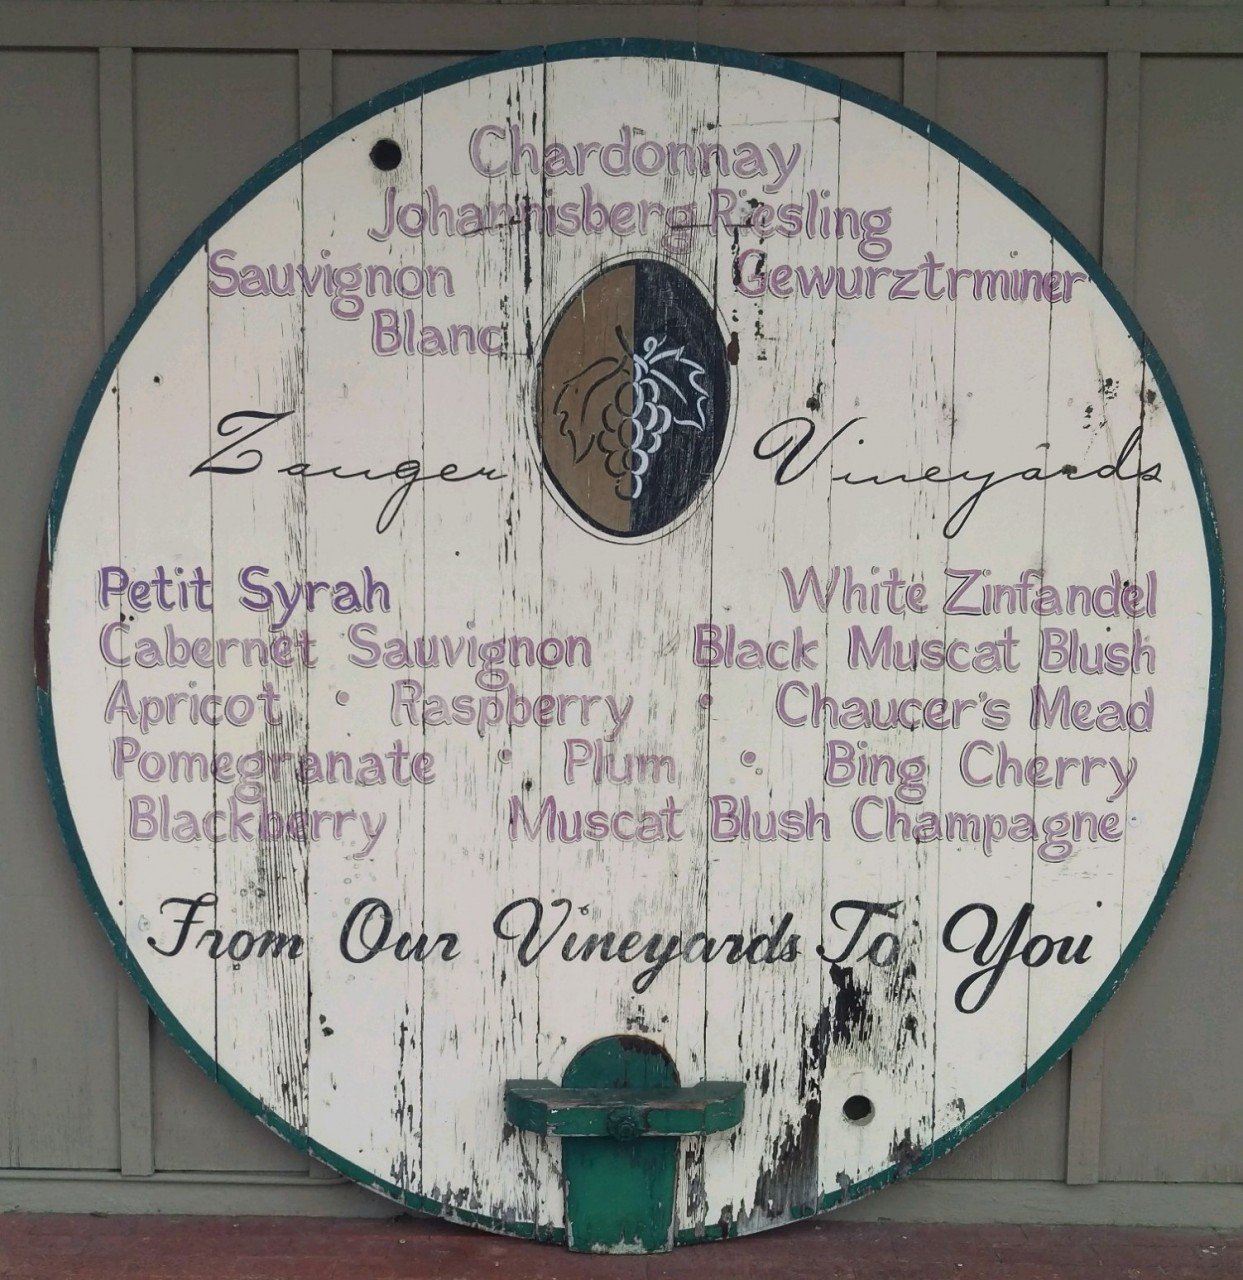 Chardonnay
Johannisberg Riesling
Sauvignon Gewurztrminer
Blanc
Zanger Vineyards
Petit Syrah White Zinfandel
Cabernet Sauvignon Black Muscat Blush
Apricot • Raspberry • Chaucer's Mead
Pomegranate • Plum • Bing Cherry
Blackberry Muscat Blush Champagne
From Our Vineyards To You